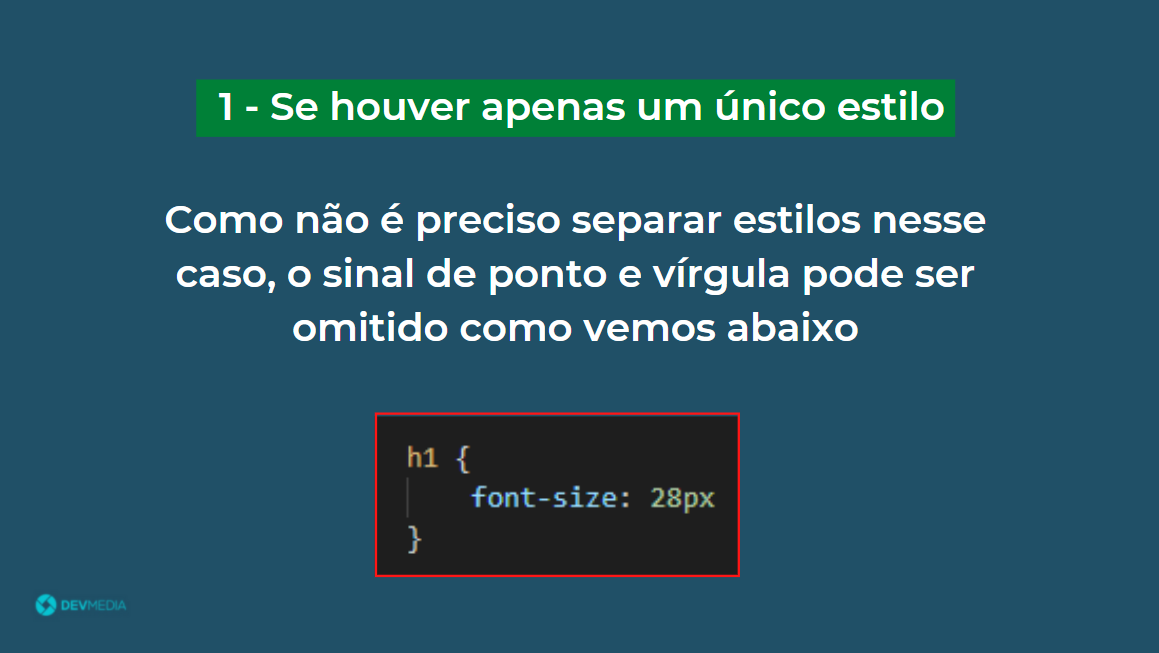 1 - Se houver apenas um único estilo
Como não é preciso separar estilos nesse
caso, o sinal de ponto e vírgula pode ser
omitido como vemos abaixo
h1 {
font-size: 28px
}
DEVMEDIA